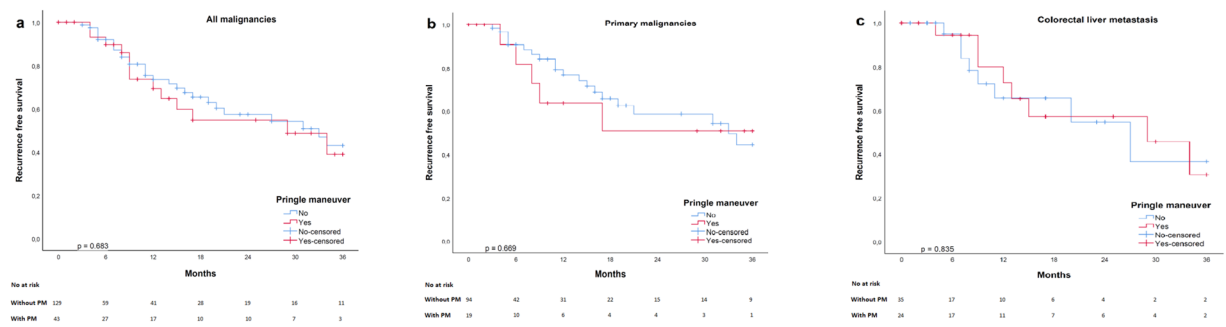 a
All malignancies
Recurrence free survival
1,0
0,8
0,6
0,4
0,2
0,0
Pringle maneuver
No
Yes
No-censored
Yes-censored
p = 0.683
0 6 12 18 24 30 36
Months
No at risk
Without PM 129 59 41 28 19 16 11
With PM 43 27 17 10 10 7 3
b
Primary malignancies
Recurrence free survival
1,0
0,8
0,6
0,4
0,2
0,0
Pringle maneuver
No
Yes
No-censored
Yes-censored
p = 0.669
0 6 12 18 24 30 36
Months
No at risk
Without PM 94 42 31 22 15 14 9
With PM 19 10 6 4 4 3 1
c
Colorectal liver metastasis
Recurrence free survival
1,0
0,8
0,6
0,4
0,2
0,0
Pringle maneuver
No
Yes
No-censored
Yes-censored
p = 0.835
0 6 12 18 24 30 36
Months
No at risk
Without PM 35 17 10 6 4 2 2
With PM 24 17 11 7 6 4 2